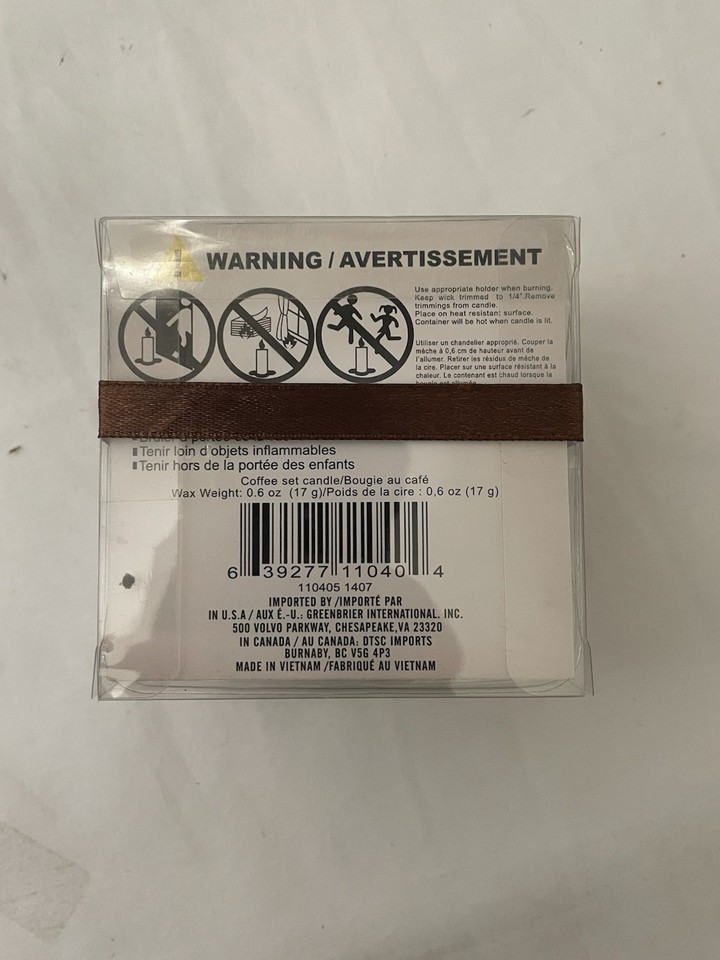 WARNING / AVERTISSEMENT
Use appropriate holder when burning.
Keep wick trimmed to 1/4".Remove
trimmings from candle.
Place on heat resistant surface.
Container will be hot when candle is lit.
Utiliser un chandelier approprié. Couper la
mèche à 0,6 cm de hauteur avant de
l'allumer. Retirer les résidus de mèche de
la cire. Placer sur une surface résistant à la
chaleur. Le contenant est chaud lorsque la
bougie est allumée.
Tenir loin d'objets inflammables
Tenir hors de la portée des enfants
Coffee set candle/Bougie au café
Wax Weight: 0.6 oz (17 g)/Poids de la cire : 0,6 oz (17 g)
6 39277 11040 4
110405 1407
IMPORTED BY /IMPORTÉ PAR
IN U.S.A / AUX É.-U.: GREENBRIER INTERNATIONAL. INC.
500 VOLVO PARKWAY, CHESAPEAKE,VA 23320
IN CANADA / AU CANADA: DTSC IMPORTS
BURNABY, BC V5G 4P3
MADE IN VIETNAM /FABRIQUÉ AU VIETNAM